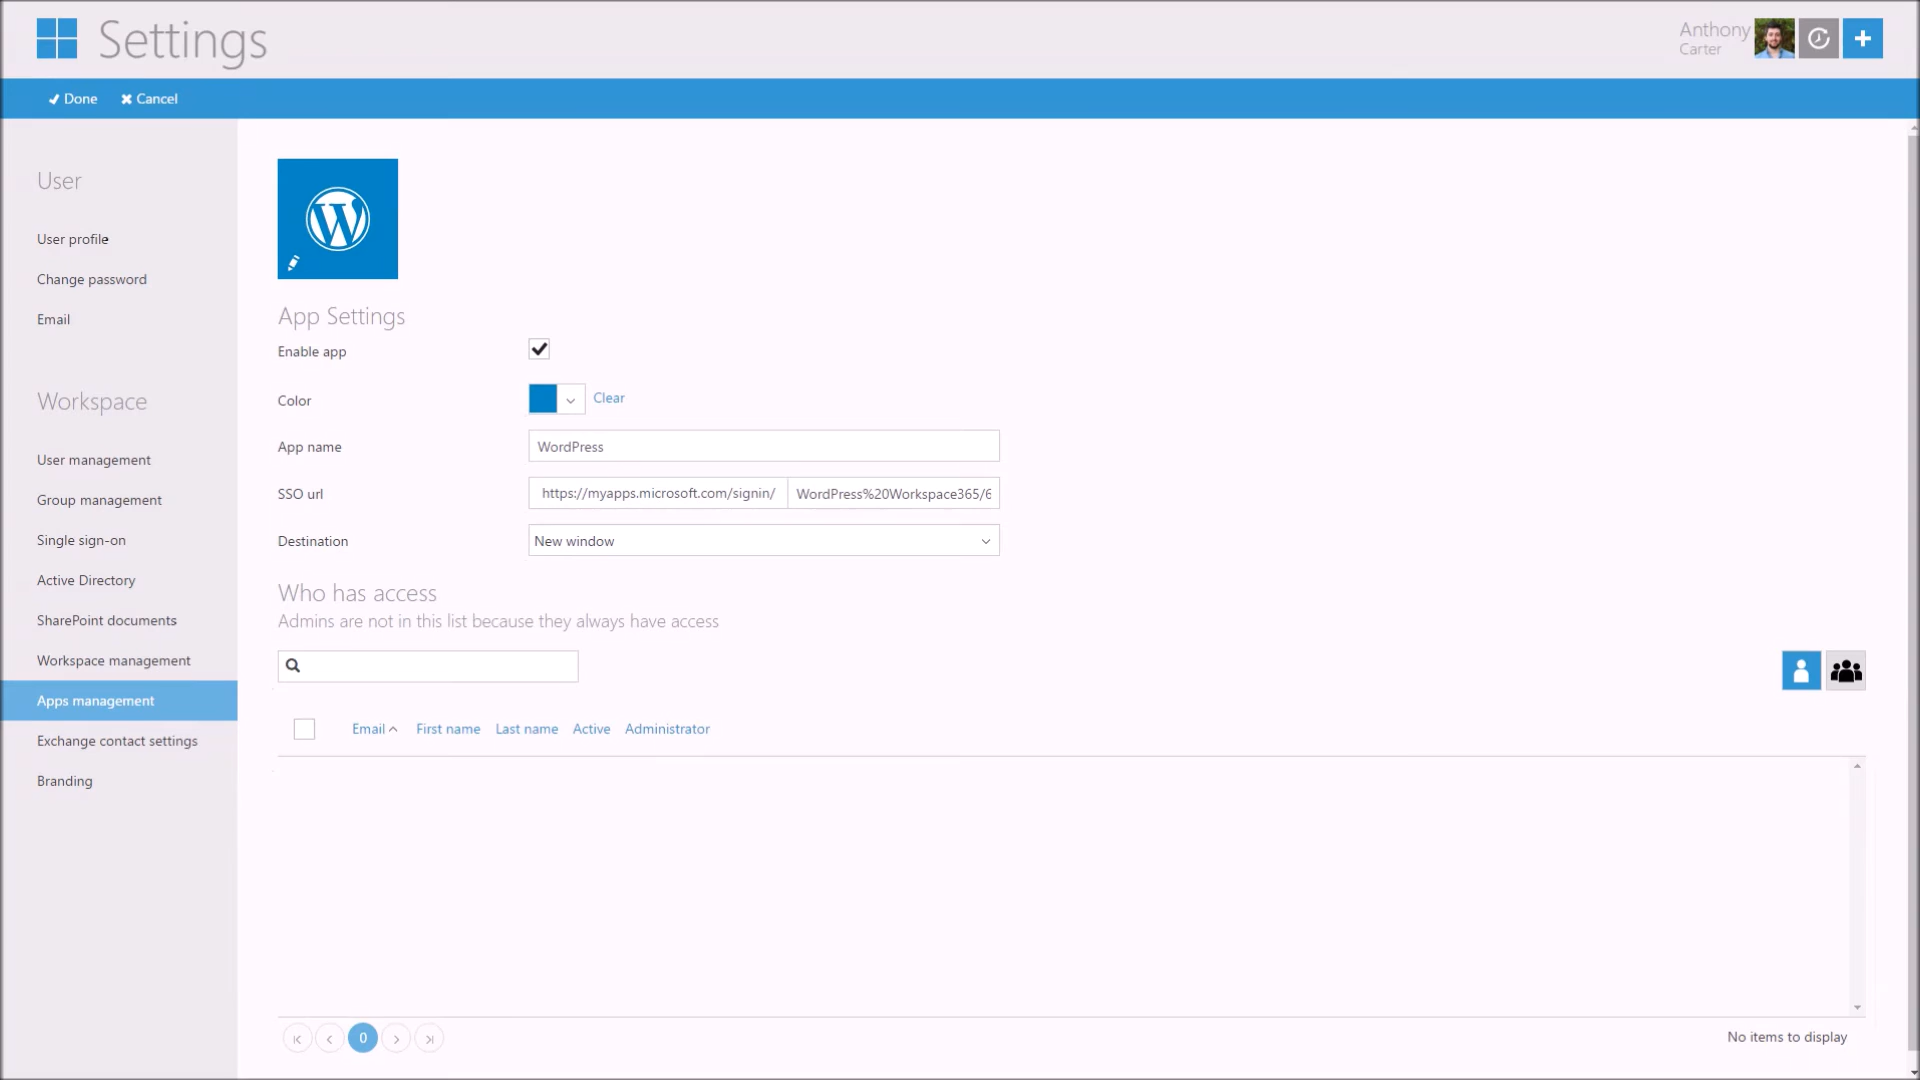 Settings
Anthony
Carter
Done
Cancel
User
User profile
Change password
Email
Workspace
User management
Group management
Single sign-on
Active Directory
SharePoint documents
Workspace management
Apps management
Exchange contact settings
Branding
App Settings
Enable app
Color
Clear
App name
WordPress
SSO url
https://myapps.microsoft.com/signin/
WordPress%20Workspace365/6
Destination
New window
Who has access
Admins are not in this list because they always have access
Email First name Last name Active Administrator
0
No items to display